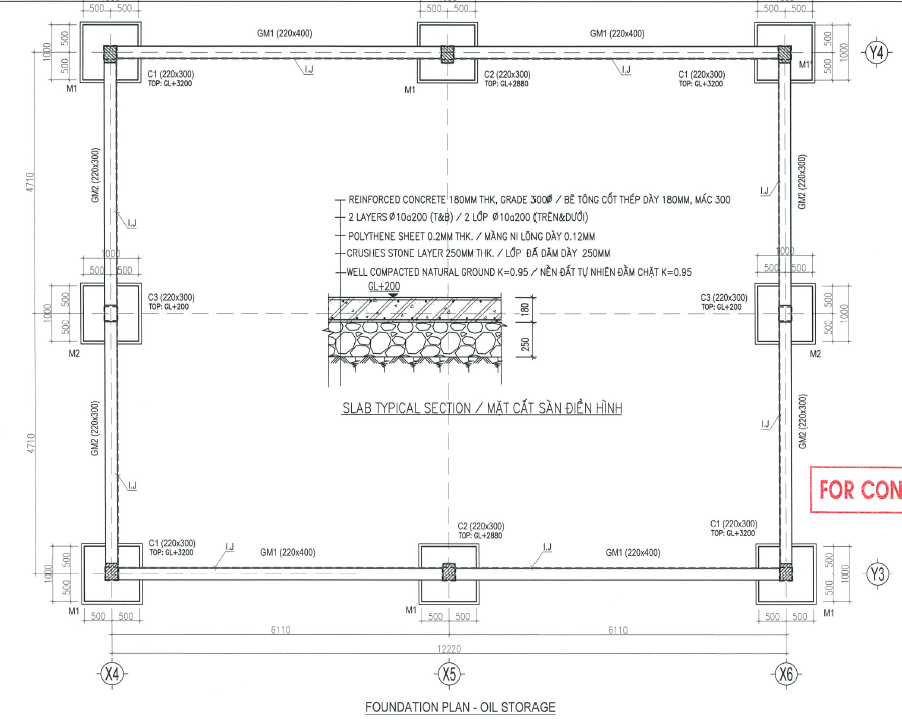 500 500 500 500 500 500
GM1 (220x400) GM1 (220x400)
500 1000 500 500 1000 500 Y4
I.J I.J M1
M1 C1 (220x300) M1 C2 (220x300) C1 (220x300)
TOP: GL+3200 TOP: GL+2880 TOP: GL+3200
4710 GM2 (220x300) GM2 (220x300)
I.J I.J
REINFORCED CONCRETE 180MM THK, GRADE 300# / BÊ TÔNG CỐT THÉP DÀY 180MM, MÁC 300
2 LAYERS Ø10a200 (T&B) / 2 LỚP Ø10a200 (TRÊN&DƯỚI)
POLYTHENE SHEET 0.2MM THK. / MÀNG NI LÔNG DÀY 0.12MM
CRUSHES STONE LAYER 250MM THK. / LỚP ĐÁ DĂM DÀY 250MM
WELL COMPACTED NATURAL GROUND K=0.95 / NỀN ĐẤT TỰ NHIÊN ĐẦM CHẶT K=0.95
1000 1000
500 500 500 500
GL+200
C3 (220x300) C3 (220x300)
TOP: GL+200 TOP: GL+200
500 1000 500 180 500 1000 500
250
M2 M2
SLAB TYPICAL SECTION / MẶT CẮT SÀN ĐIỂN HÌNH
4710 GM2 (220x300) GM2 (220x300)
I.J I.J
FOR CON
C1 (220x300) C2 (220x300) C1 (220x300)
TOP: GL+3200 TOP: GL+2880 TOP: GL+3200
I.J I.J
GM1 (220x400) GM1 (220x400)
500 1000 500 500 1000 500 Y3
M1 M1 M1
500 500 500 500 500 500
6110 6110
12220
X4 X5 X6
FOUNDATION PLAN - OIL STORAGE